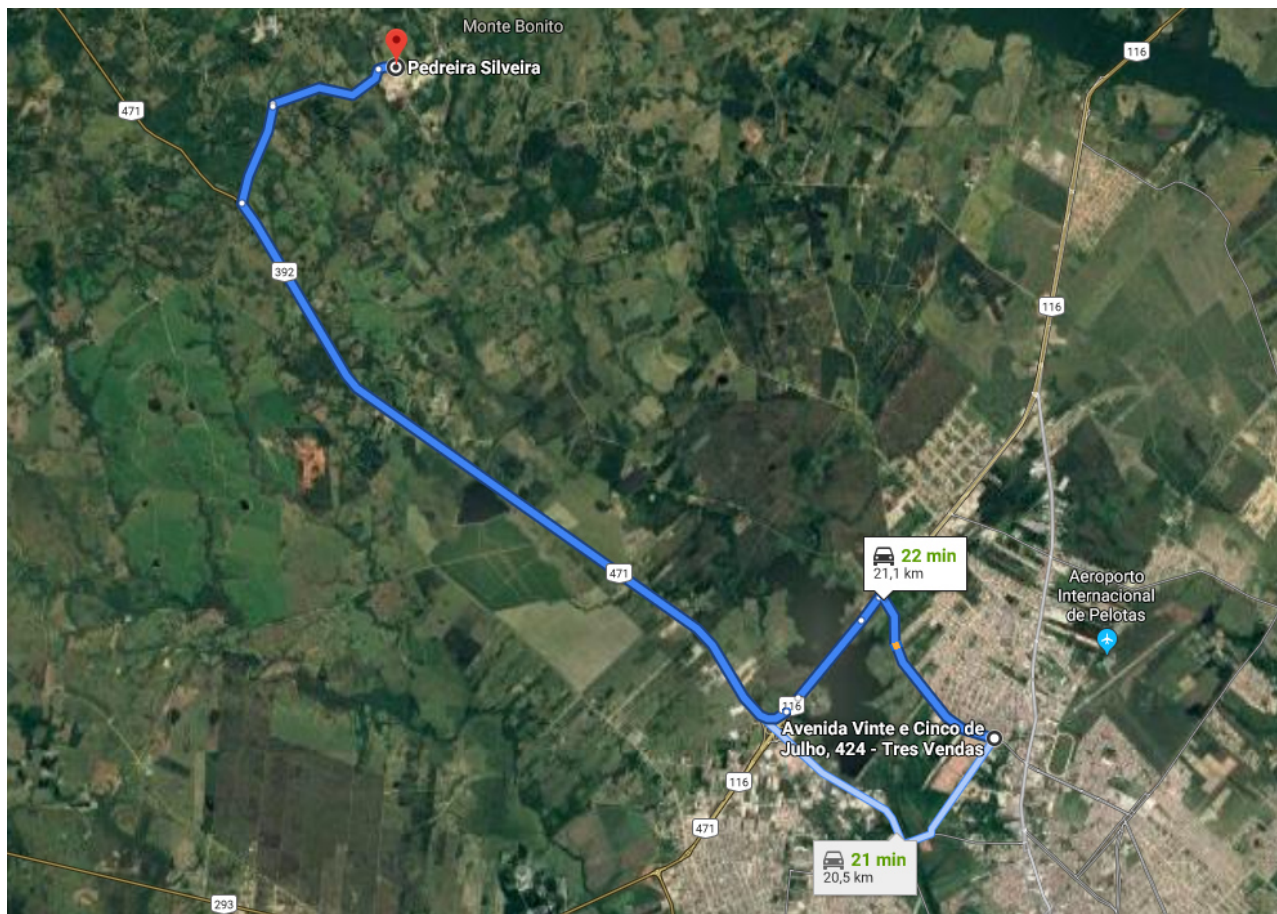 Monte Bonito
116
Pedreira Silveira
471
392
116
471
22 min
21,1 km
Aeroporto
Internacional
de Pelotas
116
Avenida Vinte e Cinco de
Julho, 424 - Tres Vendas
116
471
21 min
20,5 km
293